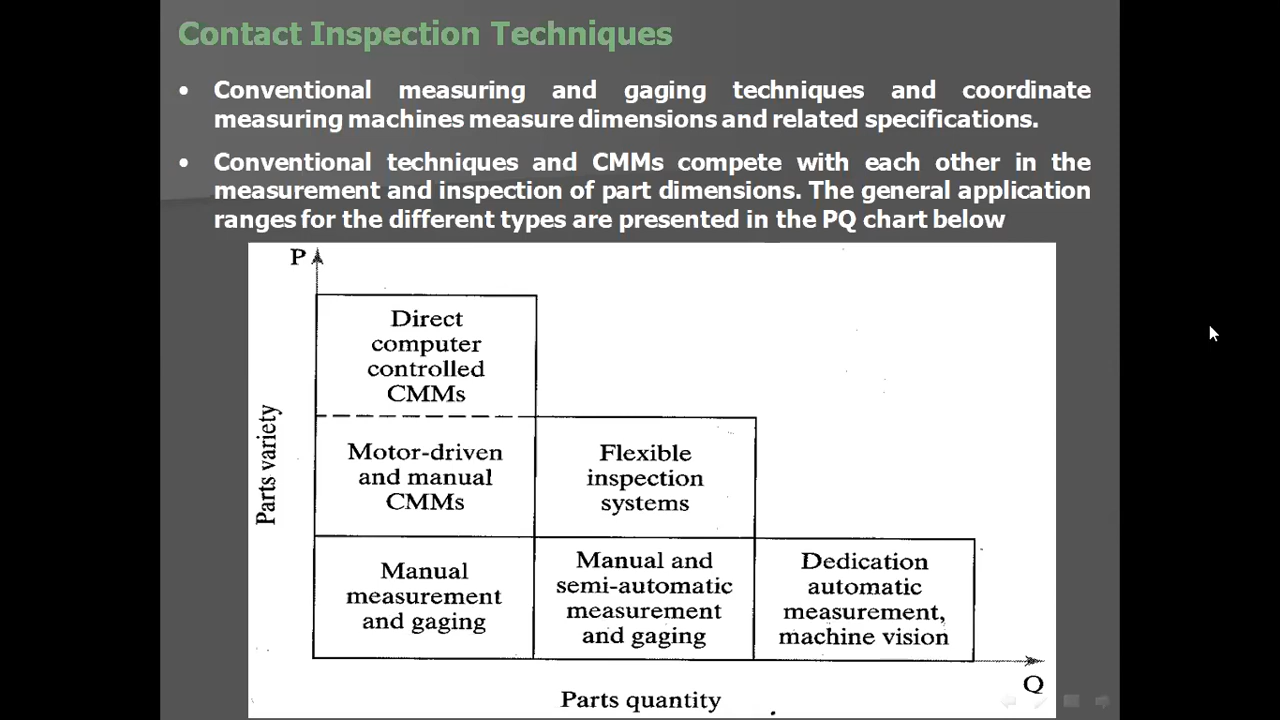 Contact Inspection Techniques
• Conventional measuring and gaging techniques and coordinate
measuring machines measure dimensions and related specifications.
• Conventional techniques and CMMs compete with each other in the
measurement and inspection of part dimensions. The general application
ranges for the different types are presented in the PQ chart below
P
Direct
computer
controlled
CMMs
Parts variety
Motor-driven
and manual
CMMs
Flexible
inspection
systems
Manual
measurement
and gaging
Manual and
semi-automatic
measurement
and gaging
Dedication
automatic
measurement,
machine vision
Q
Parts quantity